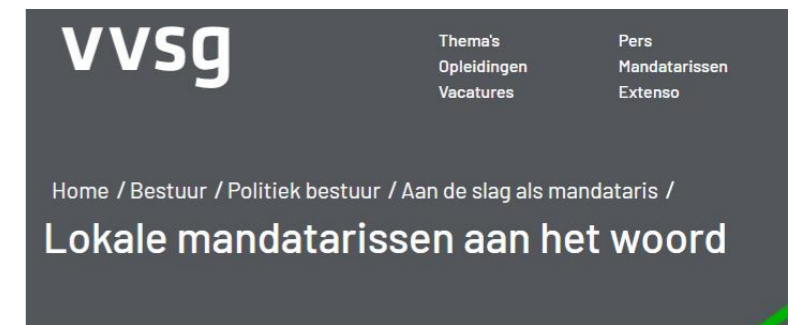 vvsg
Thema's
Opleidingen
Vacatures
Pers
Mandatarissen
Extenso
Home / Bestuur / Politiek bestuur / Aan de slag als mandataris /
Lokale mandatarissen aan het woord